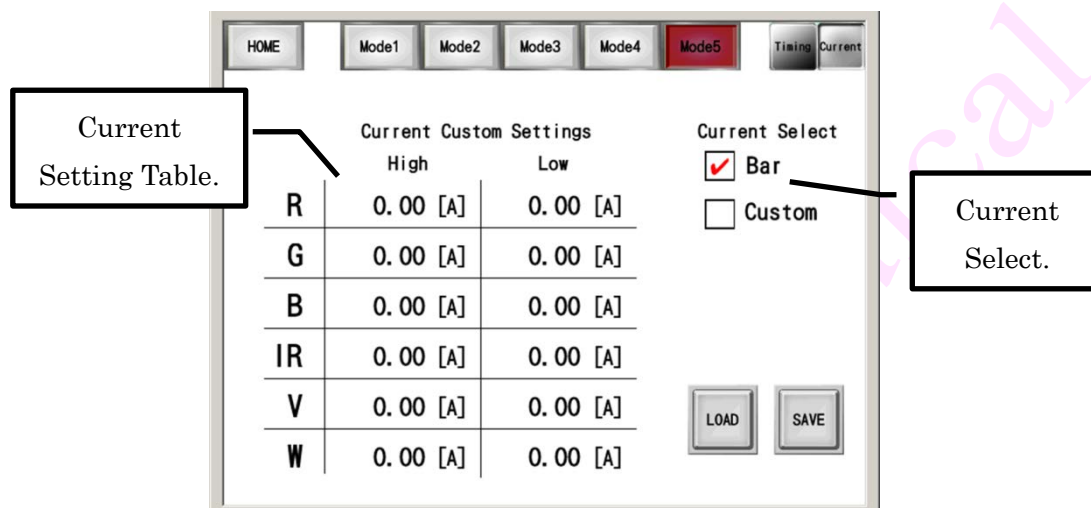 HOME Mode1 Mode2 Mode3 Mode4 Mode5 Timing Current
Current
Setting Table.
Current Custom Settings
High Low
R 0.00 [A] 0.00 [A]
G 0.00 [A] 0.00 [A]
B 0.00 [A] 0.00 [A]
IR 0.00 [A] 0.00 [A]
V 0.00 [A] 0.00 [A]
W 0.00 [A] 0.00 [A]
Current Select
✔ Bar
Custom
Current
Select.
LOAD SAVE
ical